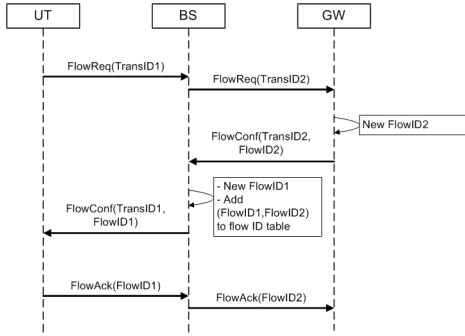 UT
BS
GW
FlowReq(TransID1)
FlowReq(TransID2)
New FlowID2
FlowConf(TransID2,
FlowID2)
- New FlowID1
- Add
(FlowID1,FlowID2)
to flow ID table
FlowConf(TransID1,
FlowID1)
FlowAck(FlowID1)
FlowAck(FlowID2)